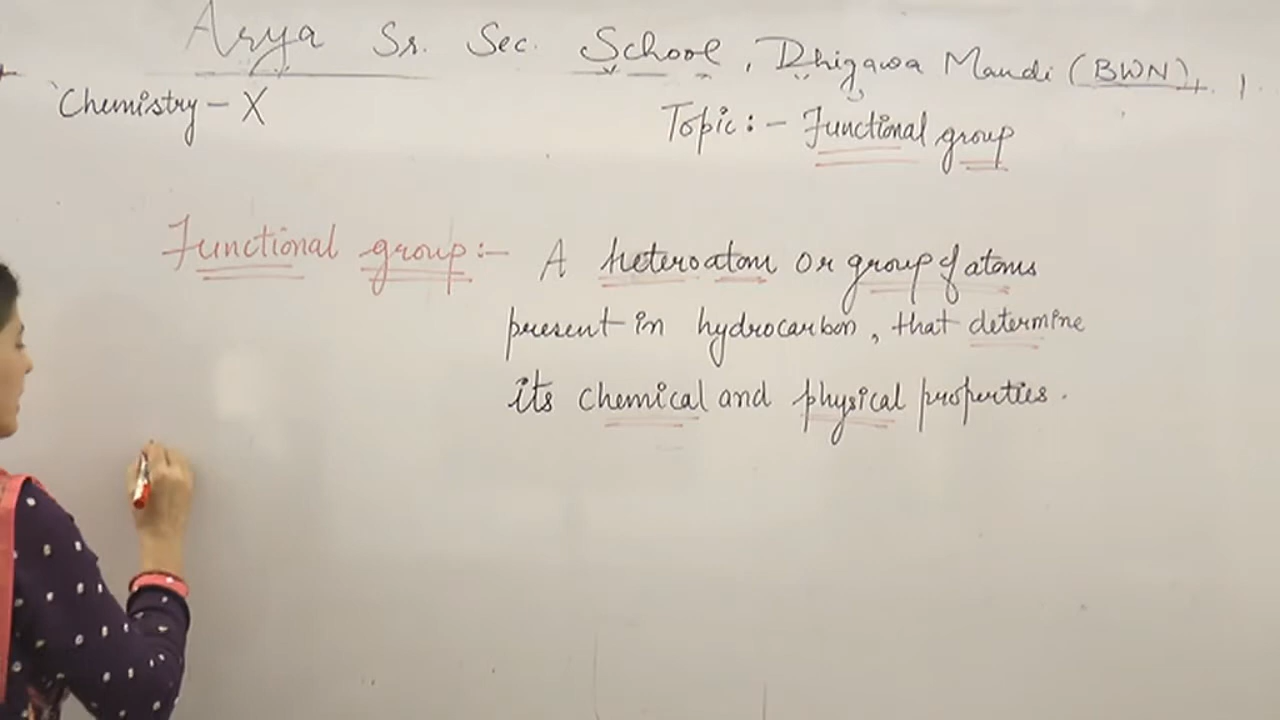 Arya Sr. Sec. School, Dhigawa Mandi (BWN)
Chemistry - X
Topic :- Functional group
Functional group :- A heteroatom or group of atoms
present in hydrocarbon, that determine
its chemical and physical properties.